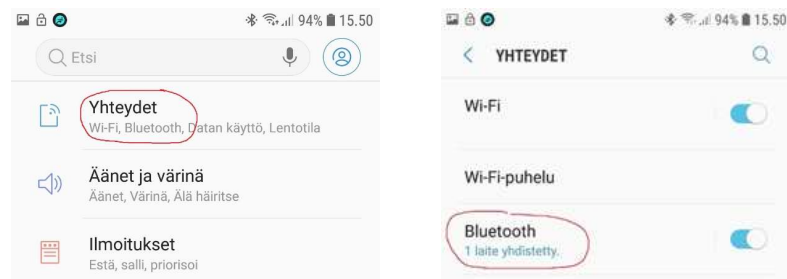 94% 15.50
Etsi
Yhteydet
Wi-Fi, Bluetooth, Datan käyttö, Lentotila
Äänet ja värinä
Äänet, Värinä, Älä häiritse
Ilmoitukset
Estä, salli, priorisoi
94% 15.50
YHTEYDET
Wi-Fi
Wi-Fi-puhelu
Bluetooth
1 laite yhdistetty.